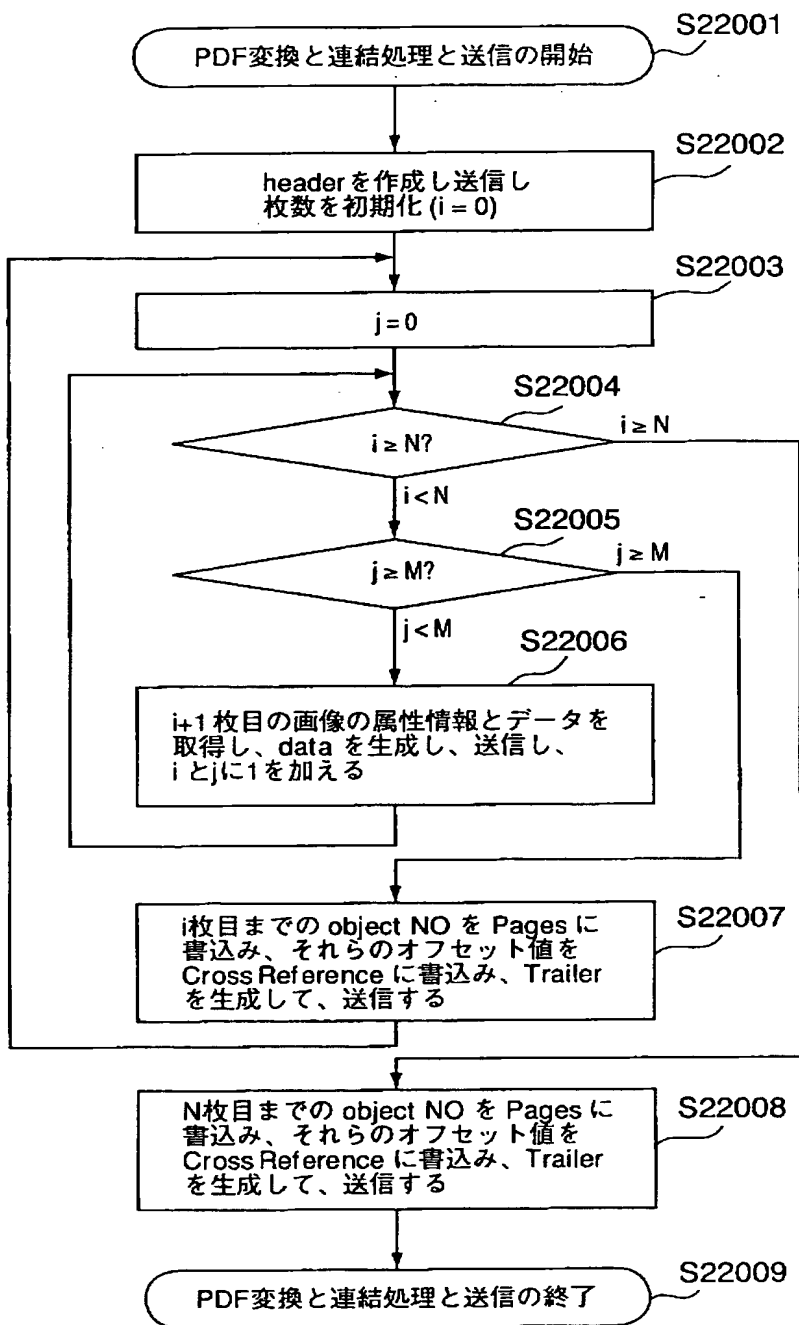 S22001
PDF変換と連結処理と送信の開始
S22002
headerを作成し送信し
枚数を初期化 (i = 0)
S22003
j = 0
S22004
i ≥ N?
i ≥ N
i < N
S22005
j ≥ M?
j ≥ M
j < M
S22006
i+1 枚目の画像の属性情報とデータを
取得し、data を生成し、送信し、
i とjに1を加える
S22007
i枚目までの object NO を Pages に
書込み、それらのオフセット値を
Cross Reference に書込み、Trailer
を生成して、送信する
S22008
N枚目までの object NO を Pages に
書込み、それらのオフセット値を
Cross Reference に書込み、Trailer
を生成して、送信する
S22009
PDF変換と連結処理と送信の終了